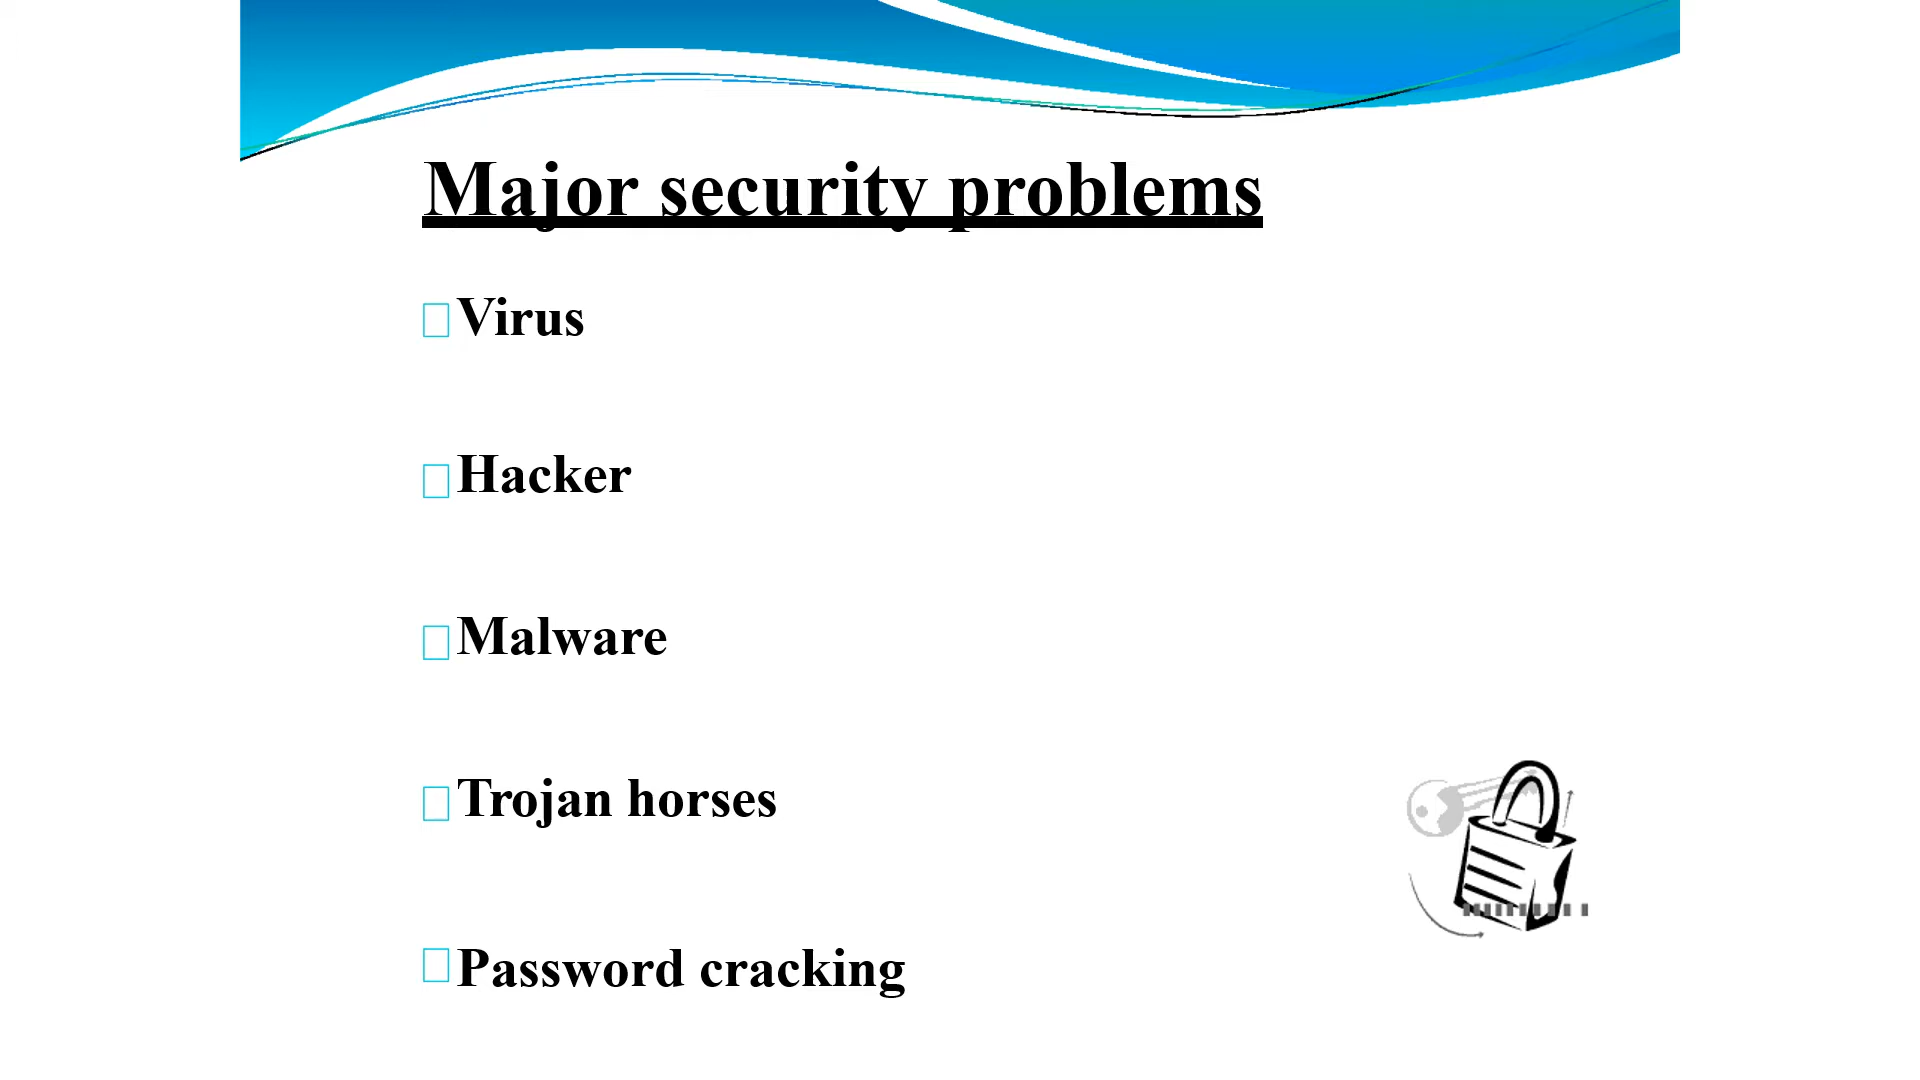 Major security problems
Virus
Hacker
Malware
Trojan horses
Password cracking